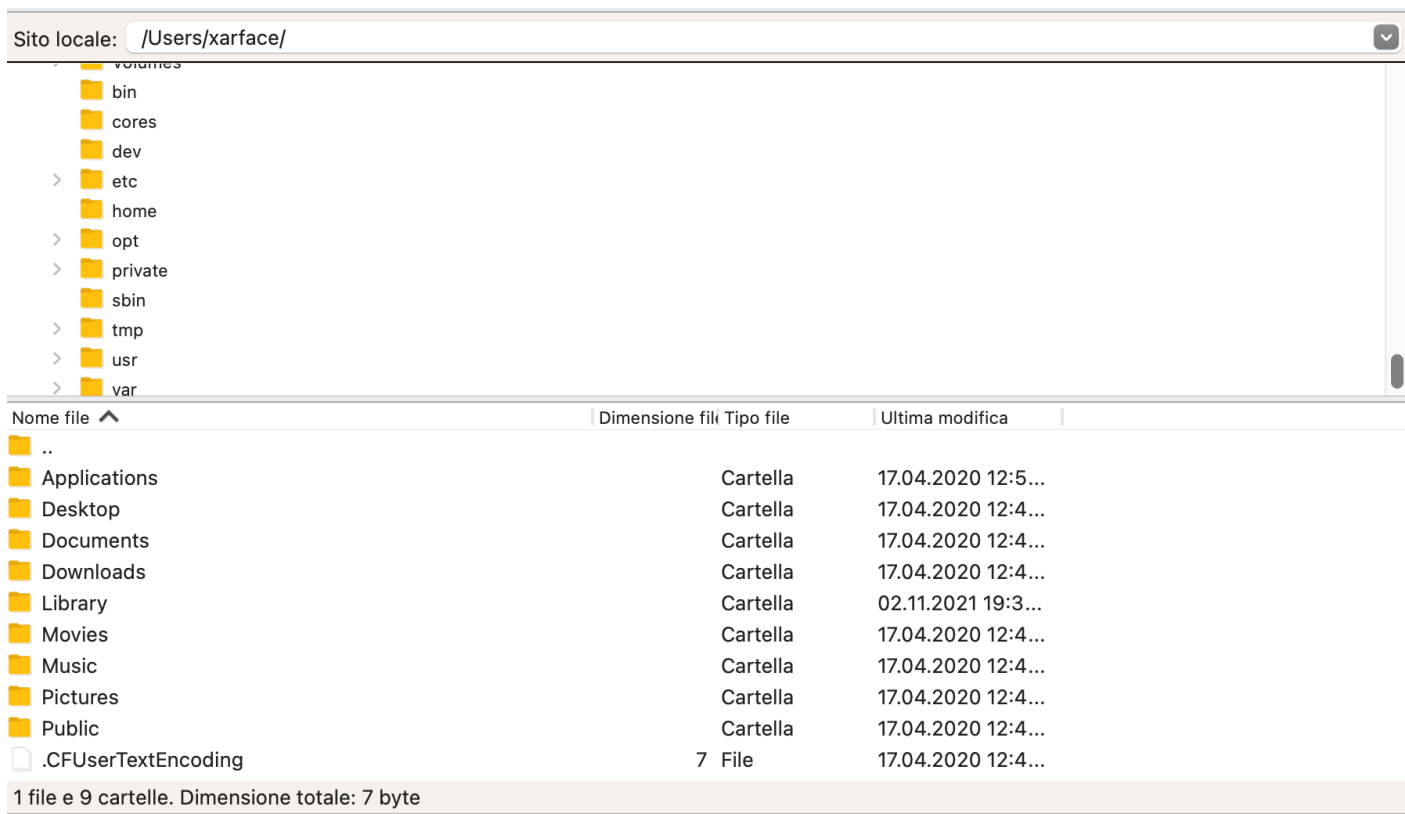 Sito locale: /Users/xarface/
Volumes
bin
cores
dev
etc
home
opt
private
sbin
tmp
usr
var
Nome file Dimensione file Tipo file Ultima modifica
..
Applications Cartella 17.04.2020 12:5...
Desktop Cartella 17.04.2020 12:4...
Documents Cartella 17.04.2020 12:4...
Downloads Cartella 17.04.2020 12:4...
Library Cartella 02.11.2021 19:3...
Movies Cartella 17.04.2020 12:4...
Music Cartella 17.04.2020 12:4...
Pictures Cartella 17.04.2020 12:4...
Public Cartella 17.04.2020 12:4...
.CFUserTextEncoding 7 File 17.04.2020 12:4...
1 file e 9 cartelle. Dimensione totale: 7 byte